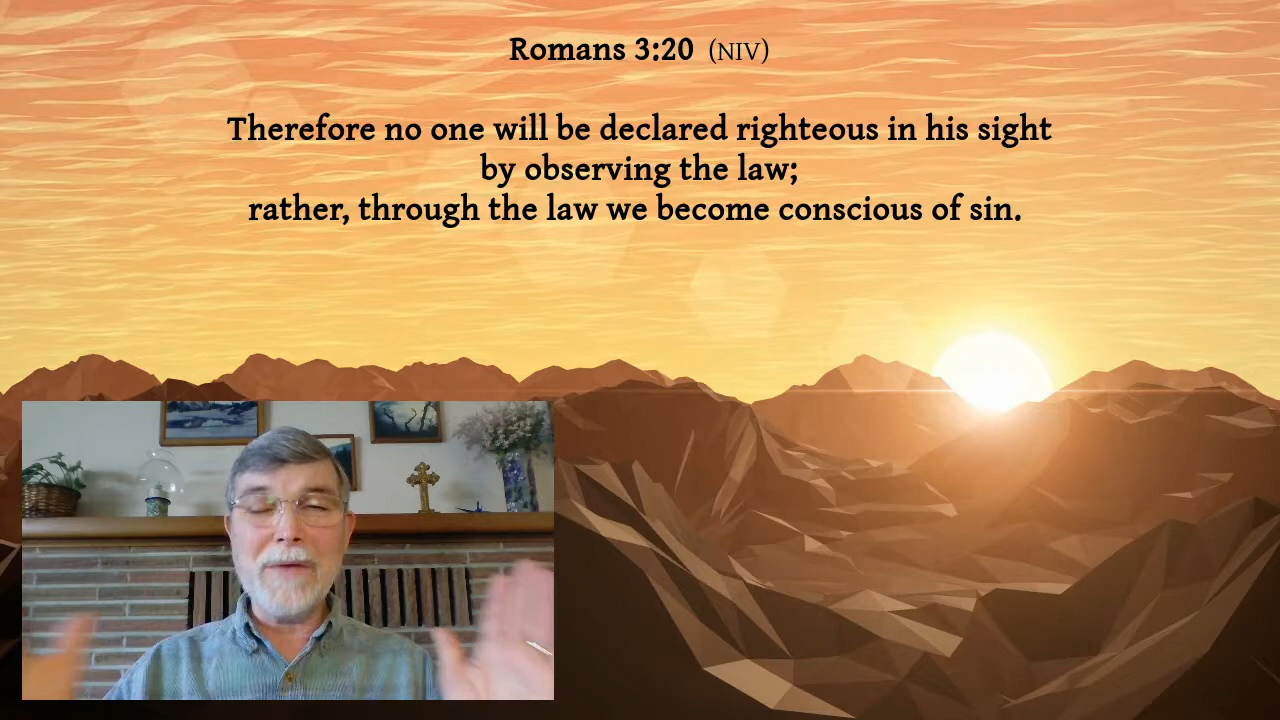 Romans 3:20 (NIV)
Therefore no one will be declared righteous in his sight
by observing the law;
rather, through the law we become conscious of sin.